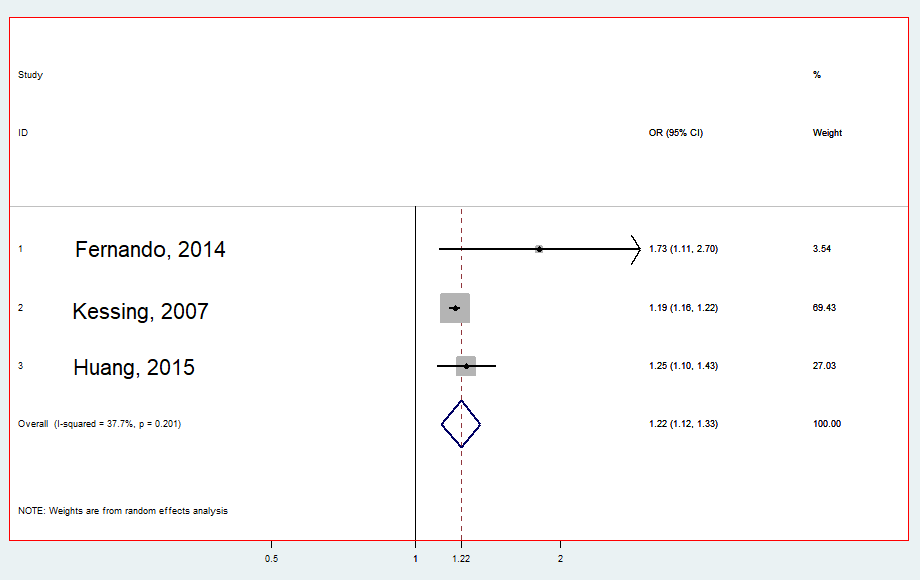 Study %
ID OR (95% CI) Weight
1 Fernando, 2014 1.73 (1.11, 2.70) 3.54
2 Kessing, 2007 1.19 (1.16, 1.22) 69.43
3 Huang, 2015 1.25 (1.10, 1.43) 27.03
Overall (I-squared = 37.7%, p = 0.201) 1.22 (1.12, 1.33) 100.00
NOTE: Weights are from random effects analysis
0.5 1 1.22 2